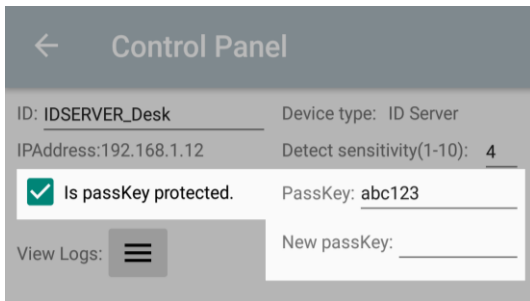 Control Panel
ID: IDSERVER_Desk Device type: ID Server
IPAddress:192.168.1.12 Detect sensitivity(1-10): 4
Is passKey protected. PassKey: abc123
New passKey:
View Logs: